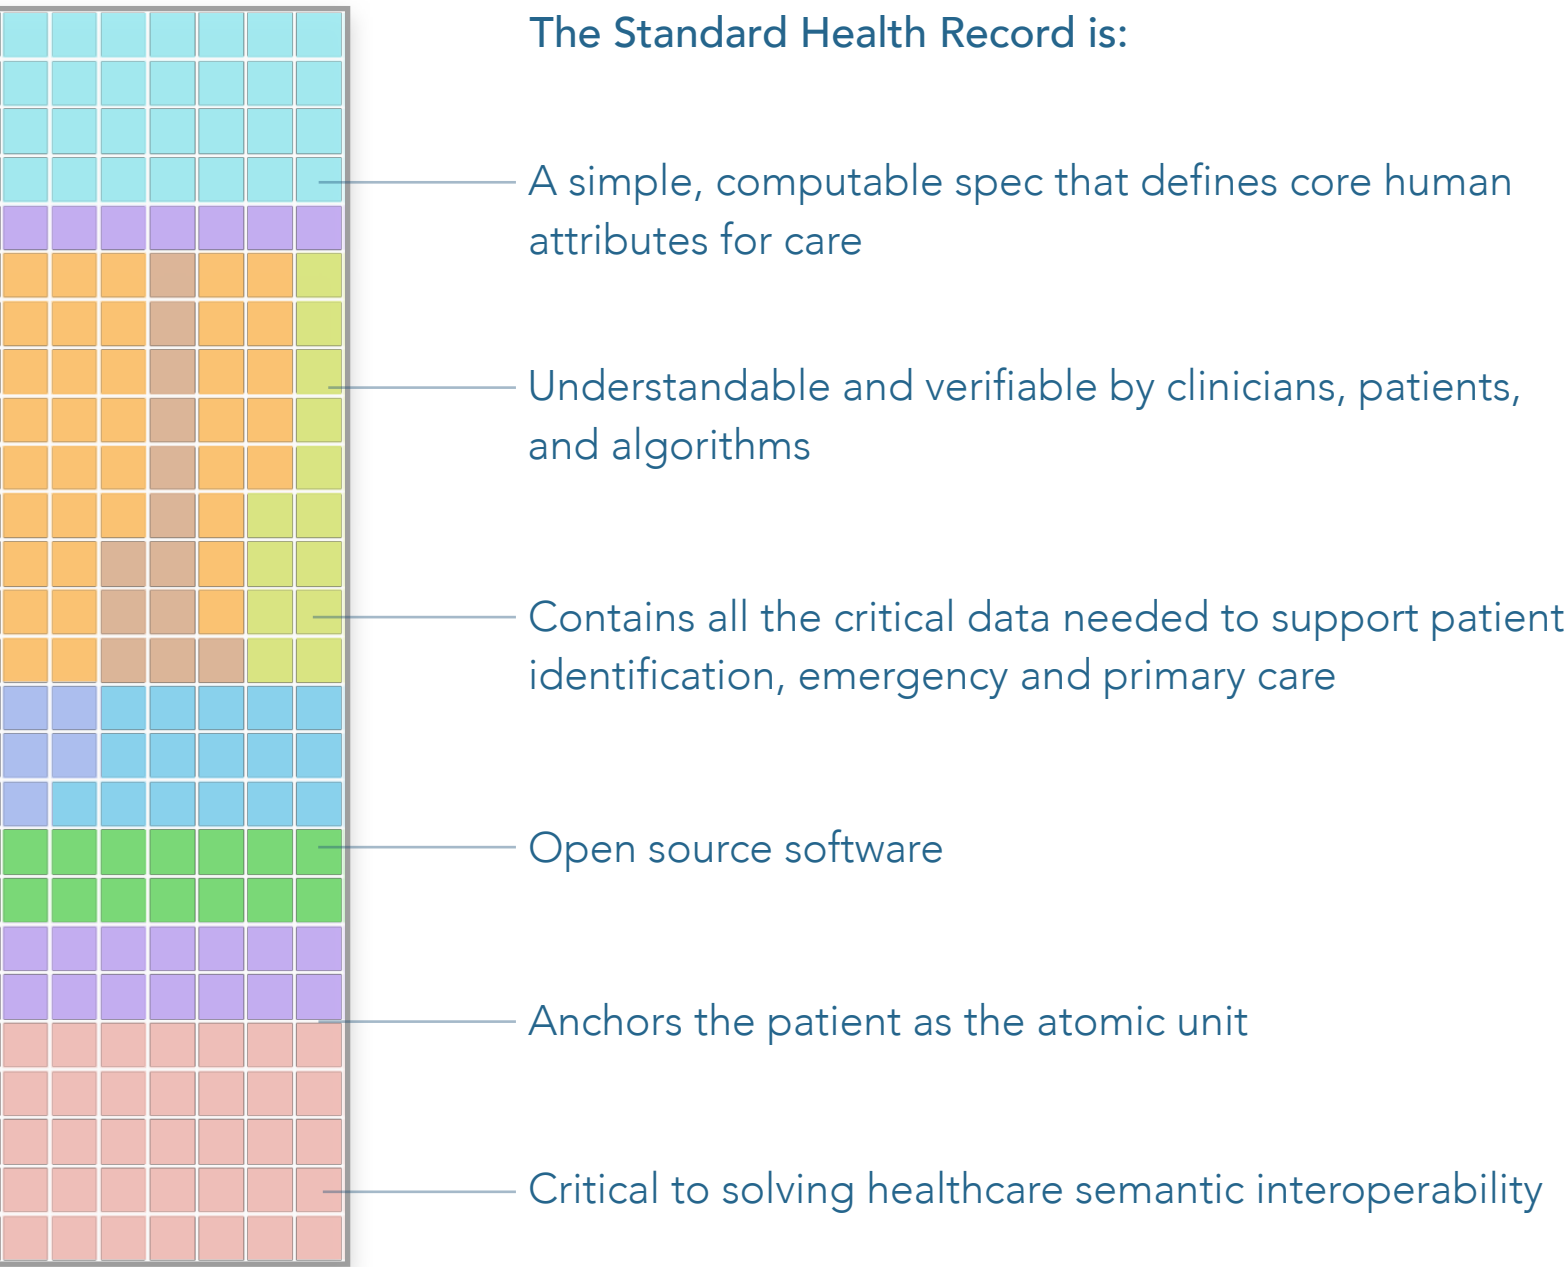 The Standard Health Record is:
A simple, computable spec that defines core human
attributes for care
Understandable and verifiable by clinicians, patients,
and algorithms
Contains all the critical data needed to support patient
identification, emergency and primary care
Open source software
Anchors the patient as the atomic unit
Critical to solving healthcare semantic interoperability